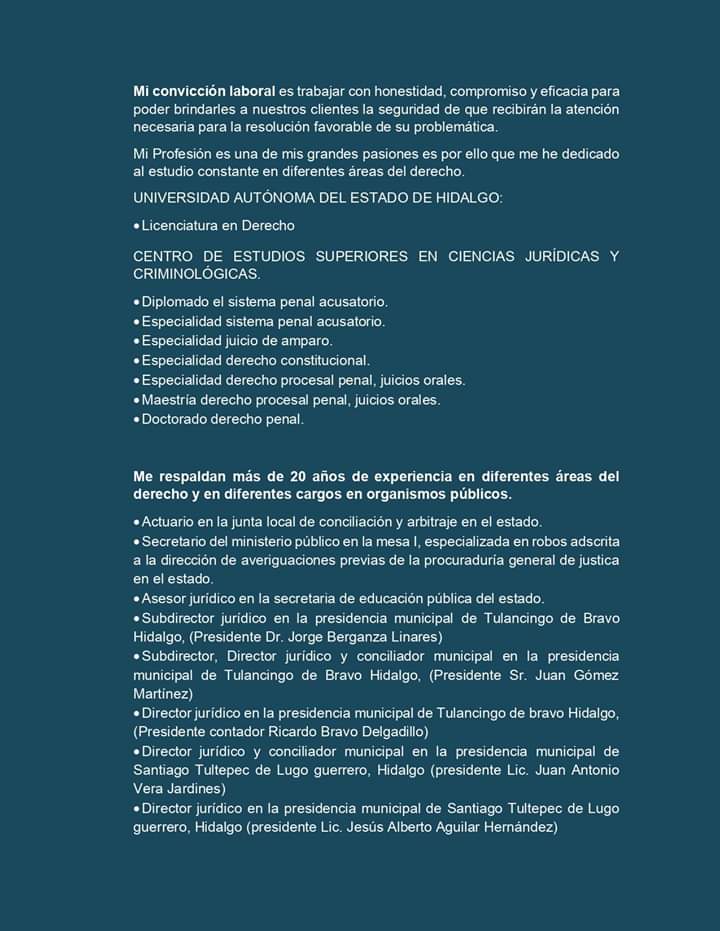 Mi convicción laboral es trabajar con honestidad, compromiso y eficacia para
poder brindarles a nuestros clientes la seguridad de que recibirán la atención
necesaria para la resolución favorable de su problemática.
Mi Profesión es una de mis grandes pasiones es por ello que me he dedicado
al estudio constante en diferentes áreas del derecho.
UNIVERSIDAD AUTÓNOMA DEL ESTADO DE HIDALGO:
• Licenciatura en Derecho
CENTRO DE ESTUDIOS SUPERIORES EN CIENCIAS JURÍDICAS Y
CRIMINOLÓGICAS.
• Diplomado el sistema penal acusatorio.
• Especialidad sistema penal acusatorio.
• Especialidad juicio de amparo.
• Especialidad derecho constitucional.
• Especialidad derecho procesal penal, juicios orales.
• Maestría derecho procesal penal, juicios orales.
• Doctorado derecho penal.
Me respaldan más de 20 años de experiencia en diferentes áreas del
derecho y en diferentes cargos en organismos públicos.
• Actuario en la junta local de conciliación y arbitraje en el estado.
• Secretario del ministerio público en la mesa I, especializada en robos adscrita
a la dirección de averiguaciones previas de la procuraduría general de justica
en el estado.
• Asesor jurídico en la secretaria de educación pública del estado.
• Subdirector jurídico en la presidencia municipal de Tulancingo de Bravo
Hidalgo, (Presidente Dr. Jorge Berganza Linares)
• Subdirector, Director jurídico y conciliador municipal en la presidencia
municipal de Tulancingo de Bravo Hidalgo, (Presidente Sr. Juan Gómez
Martínez)
• Director jurídico en la presidencia municipal de Tulancingo de bravo Hidalgo,
(Presidente contador Ricardo Bravo Delgadillo)
• Director jurídico y conciliador municipal en la presidencia municipal de
Santiago Tultepec de Lugo guerrero, Hidalgo (presidente Lic. Juan Antonio
Vera Jardines)
• Director jurídico en la presidencia municipal de Santiago Tultepec de Lugo
guerrero, Hidalgo (presidente Lic. Jesús Alberto Aguilar Hernández)